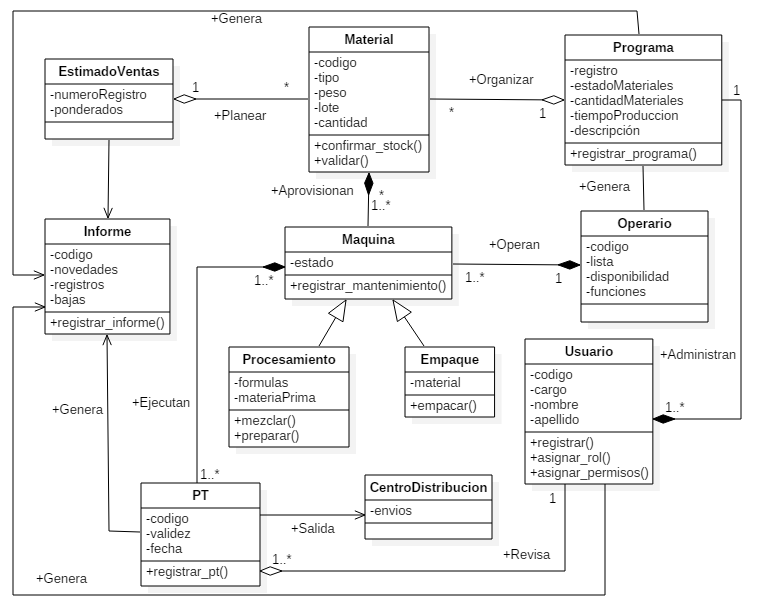 +Genera
Material
-codigo
-tipo
-peso
-lote
-cantidad
+confirmar_stock()
+validar()
Programa
-registro
-estadoMateriales
-cantidadMateriales
-tiempoProduccion
-descripción
+registrar_programa()
EstimadoVentas
-numeroRegistro
-ponderados
1
*
+Planear
+Organizar
*
1
1
+Aprovisionan
*
1..*
+Genera
Informe
-codigo
-novedades
-registros
-bajas
+registrar_informe()
Maquina
-estado
+registrar_mantenimiento()
1..*
+Operan
1..*
1
Operario
-codigo
-lista
-disponibilidad
-funciones
Procesamiento
-formulas
-materiaPrima
+mezclar()
+preparar()
Empaque
-material
+empacar()
Usuario
-codigo
-cargo
-nombre
-apellido
+registrar()
+asignar_rol()
+asignar_permisos()
+Administran
1..*
+Genera
+Ejecutan
1..*
PT
-codigo
-validez
-fecha
+registrar_pt()
CentroDistribucion
-envios
+Salida
1
1..*
+Revisa
+Genera